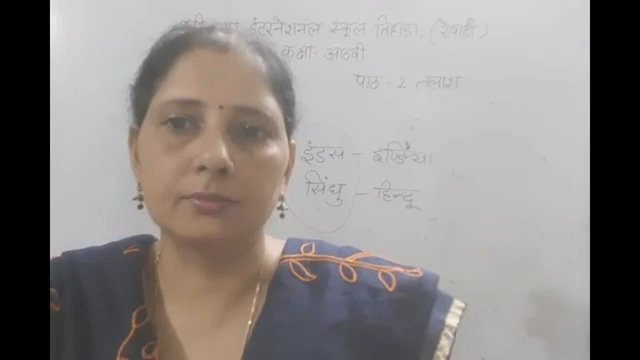 इंटरनेशनल स्कूल तिहाड़ा, (रेवाड़ी)
कक्षा- आठवी
पाठ- 2 तलाश
इंडस - इण्डिया
सिंधु - हिन्दू